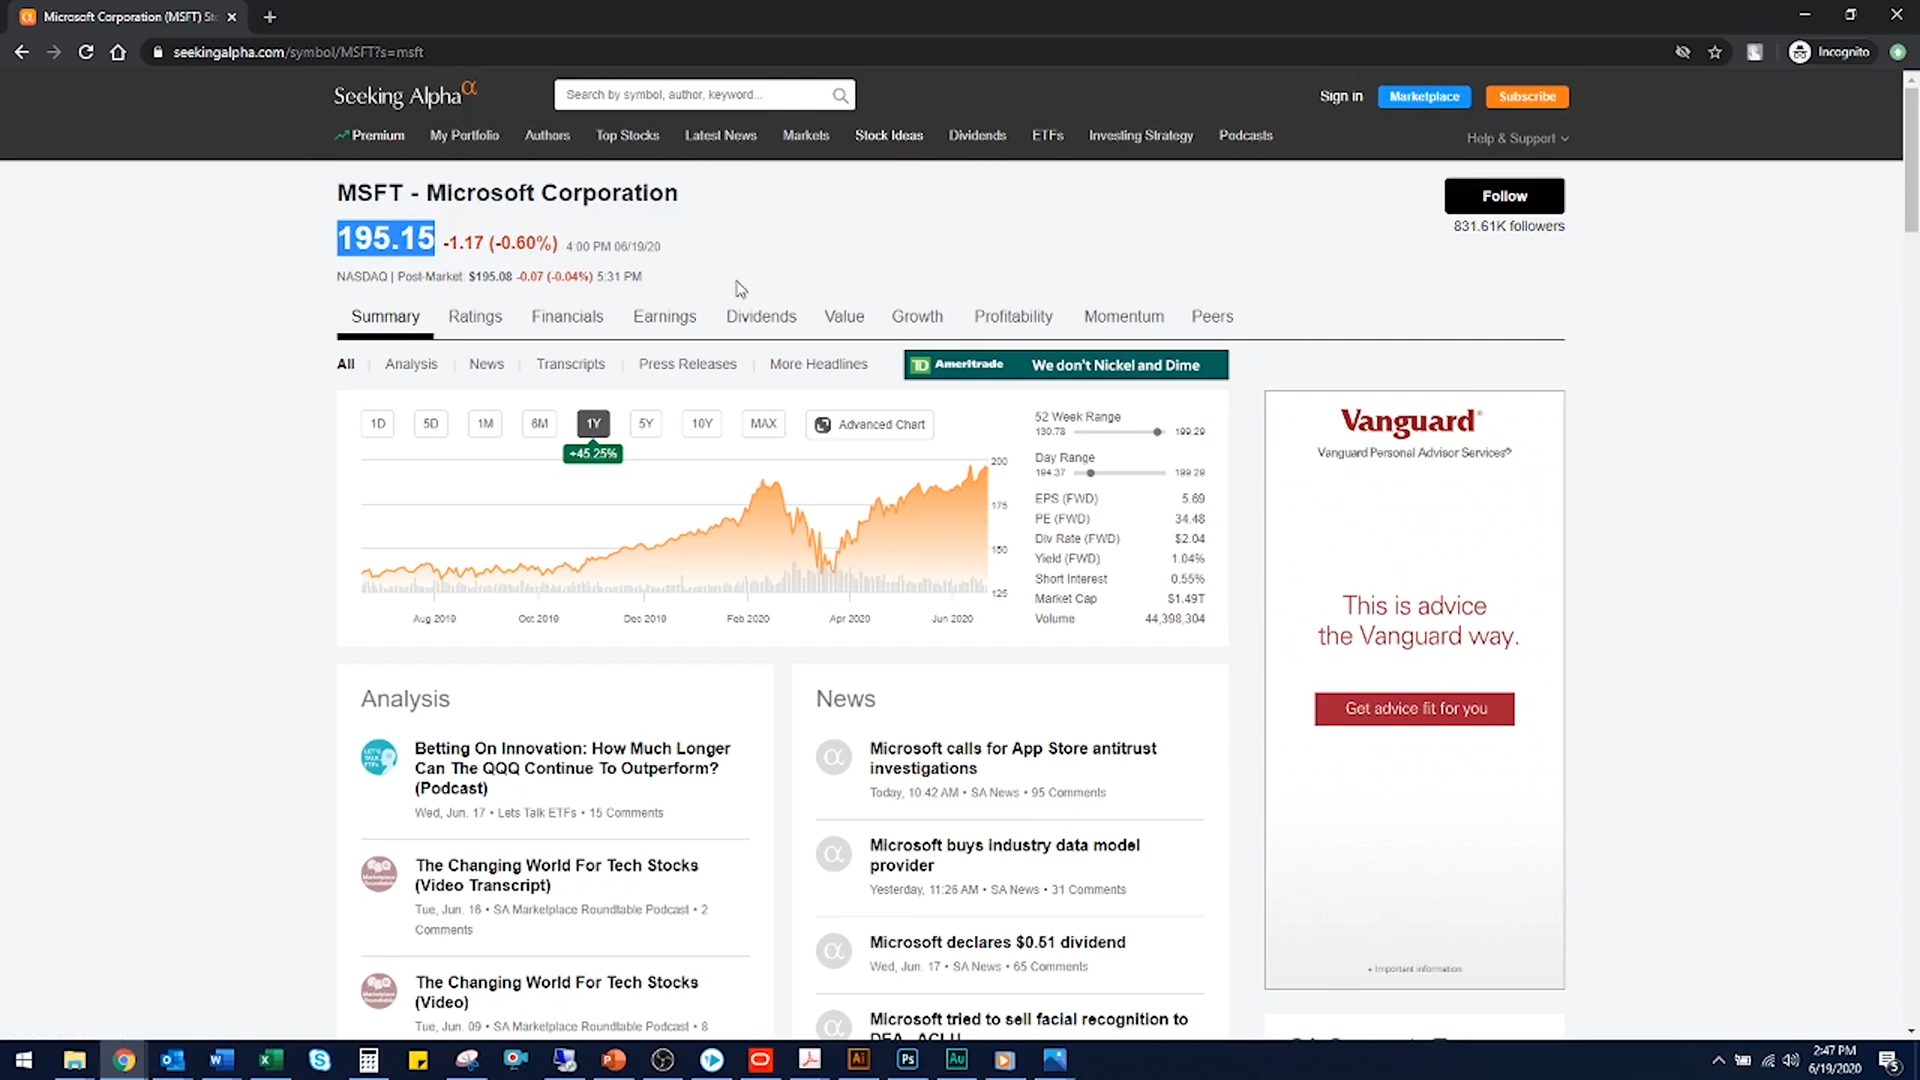 Microsoft Corporation (MSFT) St
seekingalpha.com/symbol/MSFT?s=msft
Incognito
Seeking Alpha α
Search by symbol, author, keyword...
Sign in
Marketplace
Subscribe
Premium
My Portfolio
Authors
Top Stocks
Latest News
Markets
Stock Ideas
Dividends
ETFs
Investing Strategy
Podcasts
Help & Support
MSFT - Microsoft Corporation
Follow
831.61K followers
195.15 -1.17 (-0.60%) 4:00 PM 06/19/20
NASDAQ | Post-Market: $195.08 -0.07 (-0.04%) 5:31 PM
Summary
Ratings
Financials
Earnings
Dividends
Value
Growth
Profitability
Momentum
Peers
All | Analysis | News | Transcripts | Press Releases | More Headlines
TD Ameritrade We don't Nickel and Dime
1D
5D
1M
6M
1Y
5Y
10Y
MAX
Advanced Chart
+45.25%
200
175
150
125
Aug 2019
Oct 2019
Dec 2019
Feb 2020
Apr 2020
Jun 2020
52 Week Range
130.78 199.29
Day Range
194.37 199.29
EPS (FWD) 5.69
PE (FWD) 34.48
Div Rate (FWD) $2.04
Yield (FWD) 1.04%
Short Interest 0.55%
Market Cap $1.49T
Volume 44,398,304
Vanguard®
Vanguard Personal Advisor Services®
This is advice
the Vanguard way.
Get advice fit for you
+ Important information
Analysis
LET'S TALK ETFs
Betting On Innovation: How Much Longer
Can The QQQ Continue To Outperform?
(Podcast)
Wed, Jun. 17 • Lets Talk ETFs • 15 Comments
The Changing World For Tech Stocks
(Video Transcript)
Tue, Jun. 16 • SA Marketplace Roundtable Podcast • 2
Comments
The Changing World For Tech Stocks
(Video)
Tue, Jun. 09 • SA Marketplace Roundtable Podcast • 8
News
Microsoft calls for App Store antitrust
investigations
Today, 10:42 AM • SA News • 95 Comments
Microsoft buys industry data model
provider
Yesterday, 11:26 AM • SA News • 31 Comments
Microsoft declares $0.51 dividend
Wed, Jun. 17 • SA News • 65 Comments
Microsoft tried to sell facial recognition to
DEA - ACLU
2:47 PM
6/19/2020